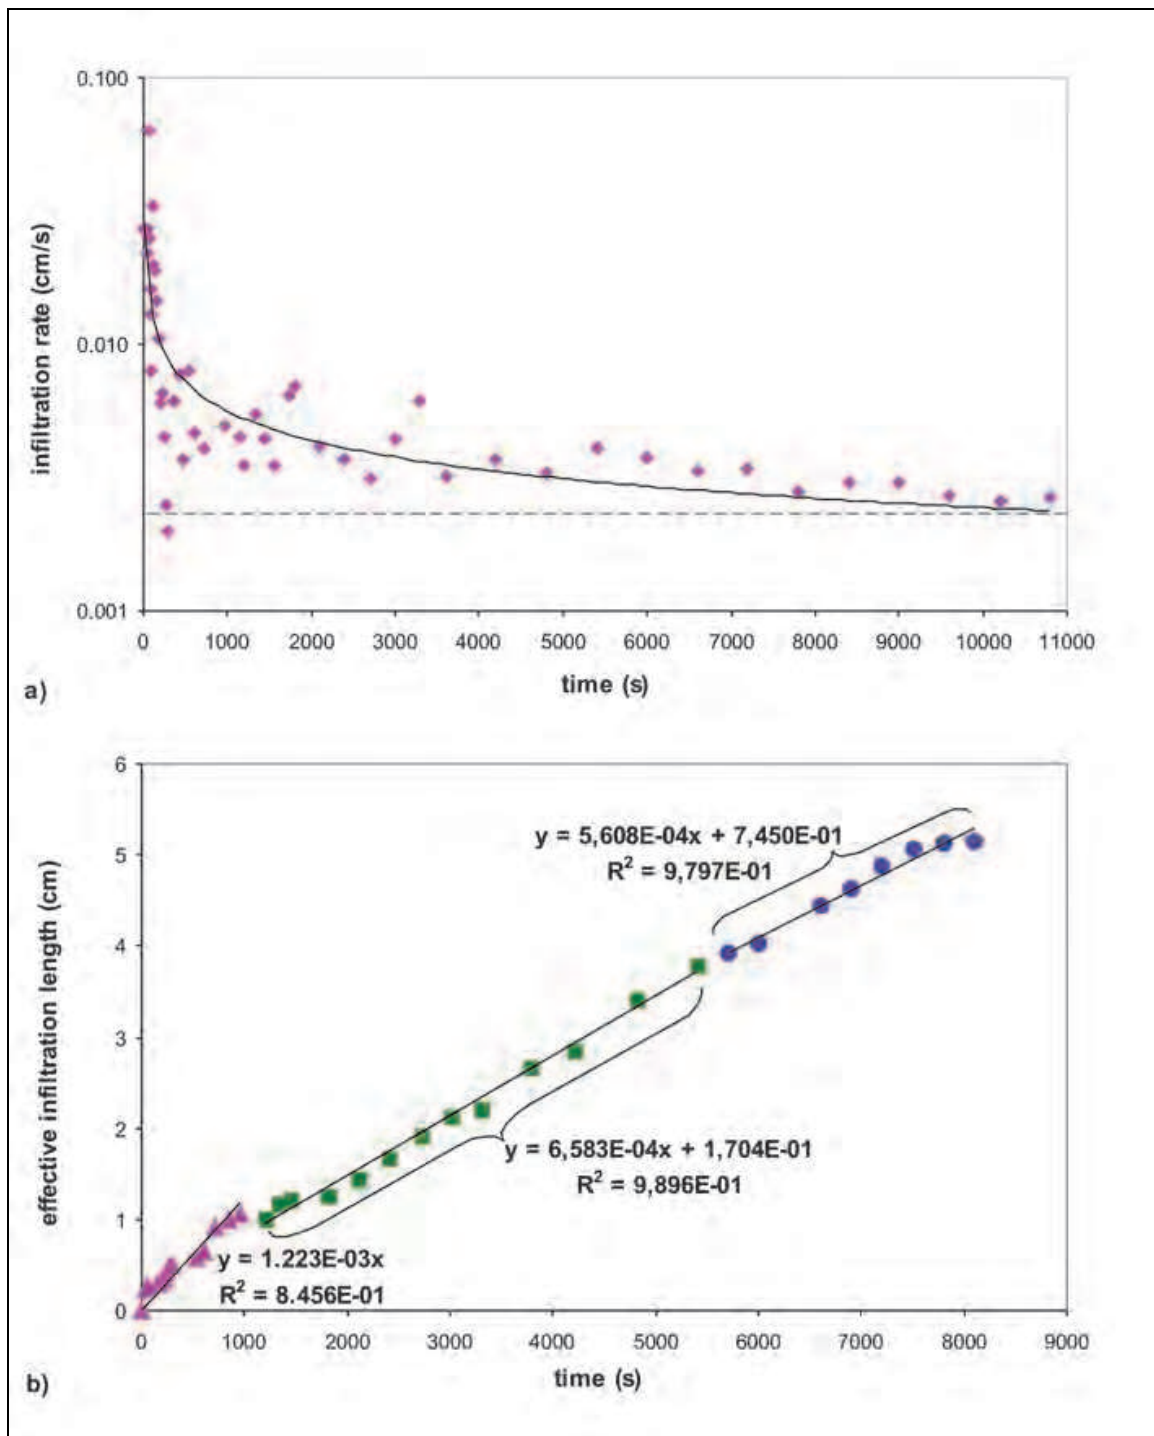 0.100
0.010
0.001
infiltration rate (cm/s)
0 1000 2000 3000 4000 5000 6000 7000 8000 9000 10000 11000
time (s)
a)
6
5
4
3
2
1
0
effective infiltration length (cm)
y = 5,608E-04x + 7,450E-01
R² = 9,797E-01
y = 6,583E-04x + 1,704E-01
R² = 9,896E-01
y = 1.223E-03x
R² = 8.456E-01
0 1000 2000 3000 4000 5000 6000 7000 8000 9000
time (s)
b)